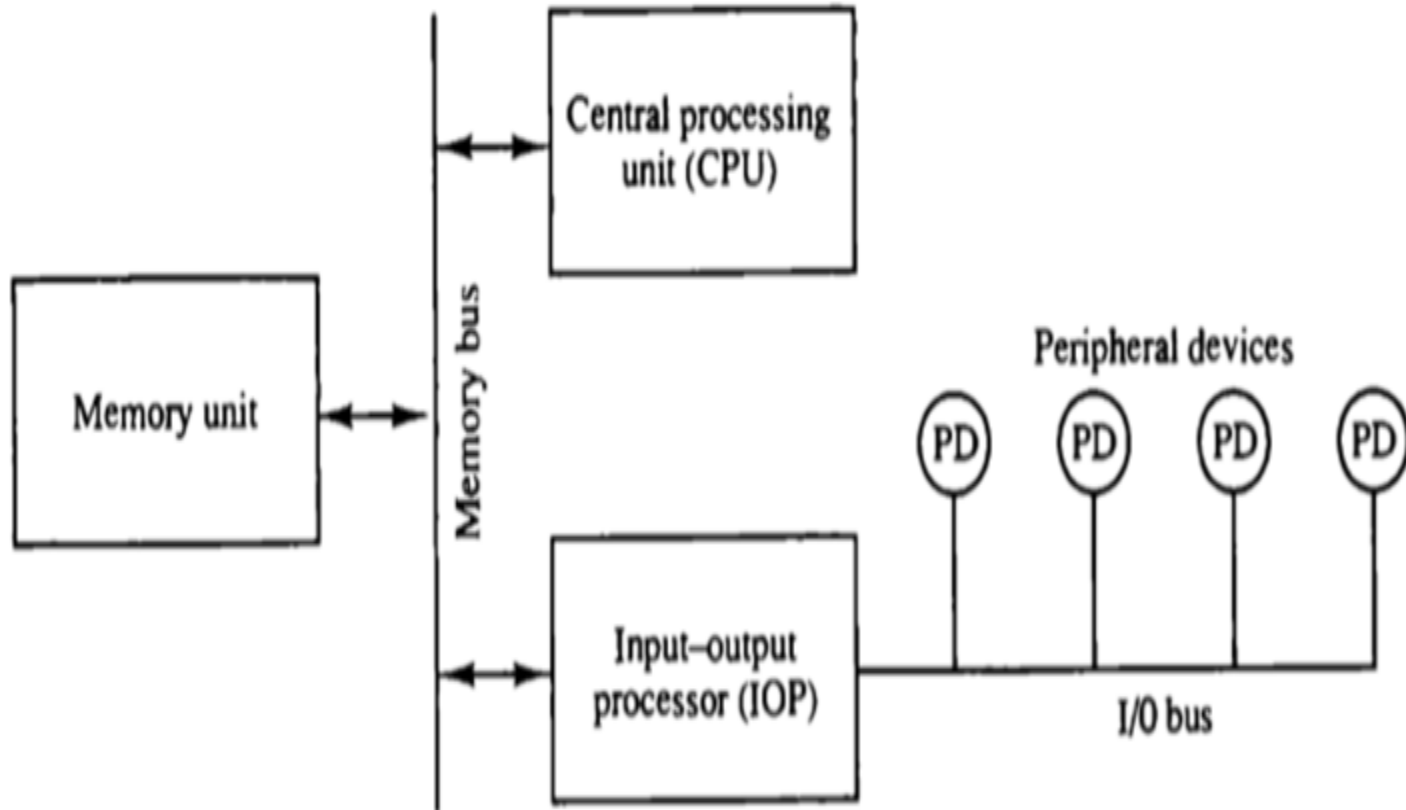 Central processing
unit (CPU)
Memory unit
Memory bus
Peripheral devices
PD PD PD PD
Input–output
processor (IOP)
I/0 bus